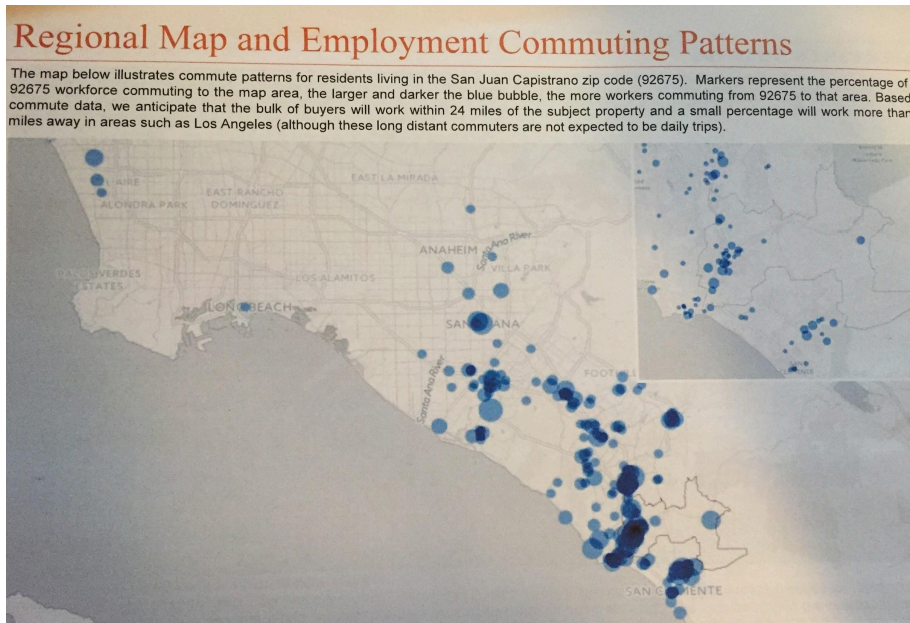 Regional Map and Employment Commuting Patterns
The map below illustrates commute patterns for residents living in the San Juan Capistrano zip code (92675). Markers represent the percentage of
92675 workforce commuting to the map area, the larger and darker the blue bubble, the more workers commuting from 92675 to that area. Based
commute data, we anticipate that the bulk of buyers will work within 24 miles of the subject property and a small percentage will work more than
miles away in areas such as Los Angeles (although these long distant commuters are not expected to be daily trips).
EAST LA MIRADA
EAST RANCHO
DOMINGUEZ
ALONDRA PARK
ANAHEIM
Santa Ana River
VILLA PARK
VERDES
ESTATES
LOS ALAMITOS
LONG BEACH
SAN ANA
Santa Ana River
FOOTH
SAN C MENTE